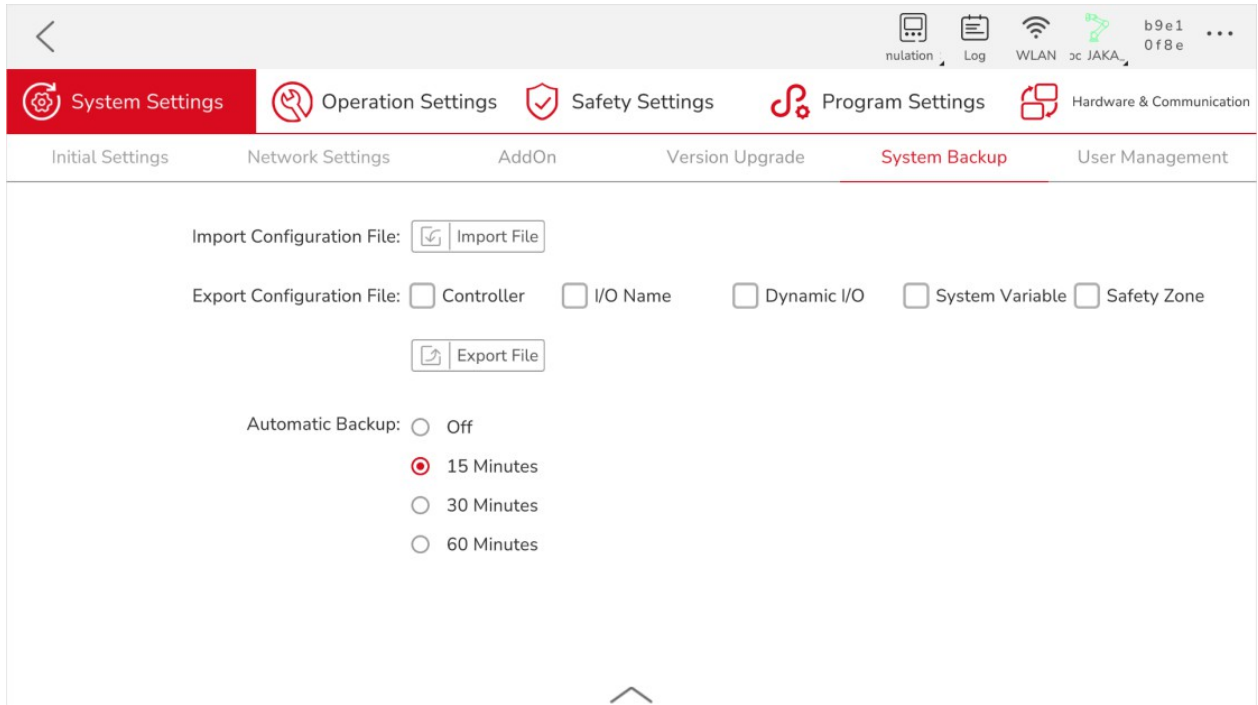 b9e1
0f8e
nulation Log WLAN JAKA
System Settings Operation Settings Safety Settings Program Settings Hardware & Communication
Initial Settings Network Settings AddOn Version Upgrade System Backup User Management
Import Configuration File: Import File
Export Configuration File: Controller I/O Name Dynamic I/O System Variable Safety Zone
Export File
Automatic Backup: Off
15 Minutes
30 Minutes
60 Minutes